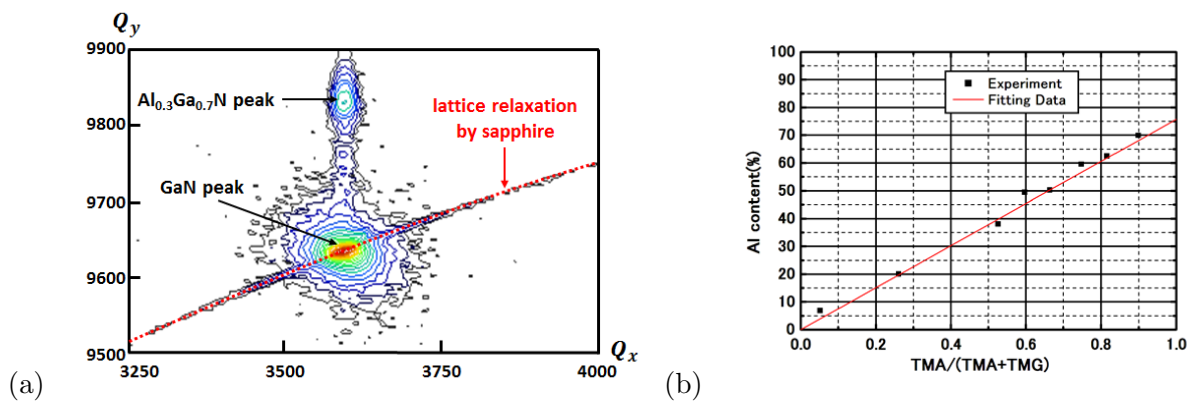 Q_y
9900
9800
9700
9600
9500
3250
3500
3750
4000
Q_x
Al₀.₃Ga₀.₇N peak
GaN peak
lattice relaxation
by sapphire
(a)
100
90
80
70
60
50
40
30
20
10
0
Al content(%)
Experiment
Fitting Data
0.0 0.2 0.4 0.6 0.8 1.0
TMA/(TMA+TMG)
(b)